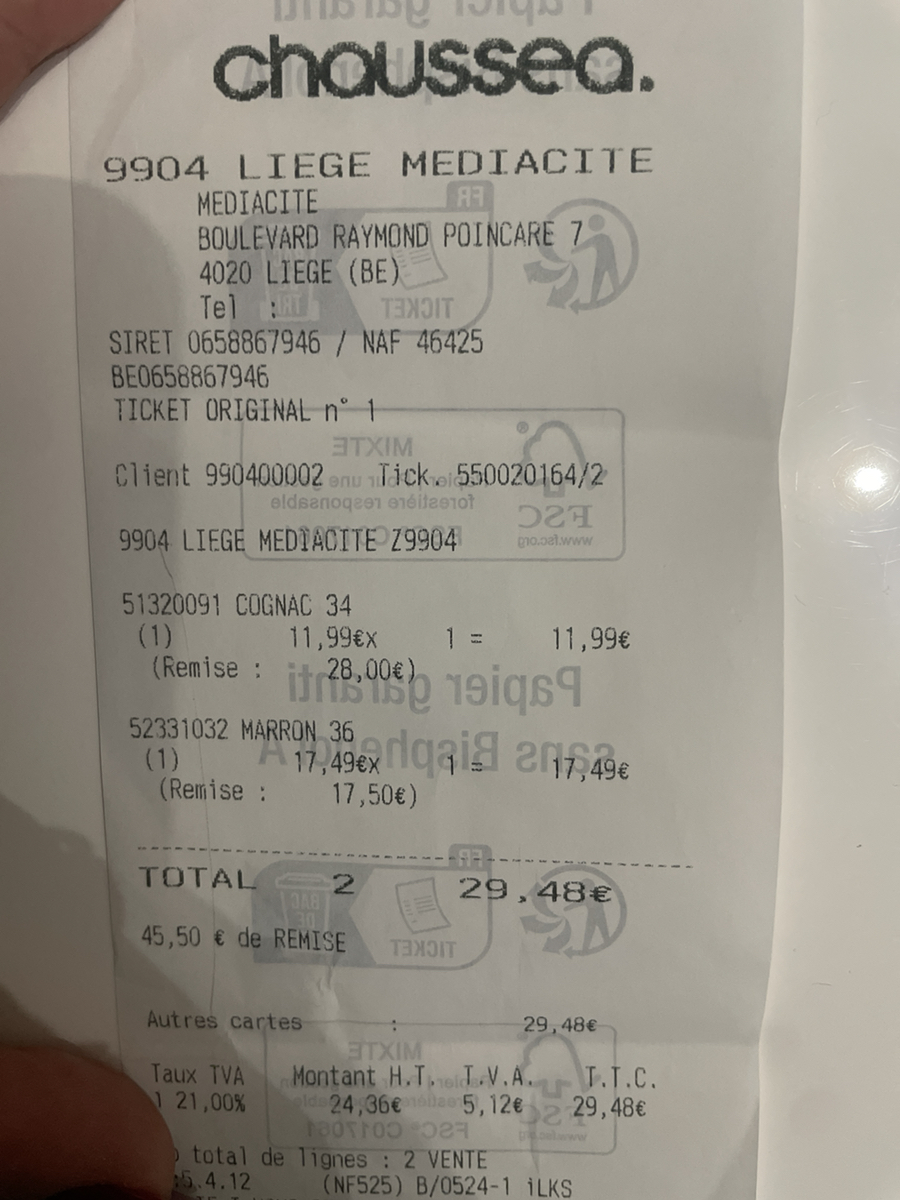 chaussea.
9904 LIEGE MEDIACITE
MEDIACITE
BOULEVARD RAYMOND POINCARE 7
4020 LIEGE (BE)
Tel :
SIRET 0658867946 / NAF 46425
BE0658867946
TICKET ORIGINAL n° 1
Client 990400002 Tick. 550020164/2
9904 LIEGE MEDIACITE Z9904
51320091 COGNAC 34
(1) 11,99€x 1 = 11,99€
(Remise : 28,00€)
52331032 MARRON 36
(1) 17,49€x 1 = 17,49€
(Remise : 17,50€)
TOTAL 2 29,48€
45,50 € de REMISE
Autres cartes : 29,48€
Taux TVA Montant H.T. T.V.A. T.T.C.
1 21,00% 24,36€ 5,12€ 29,48€
total de lignes : 2 VENTE
5.4.12 (NF525) B/0524-1 iLKS